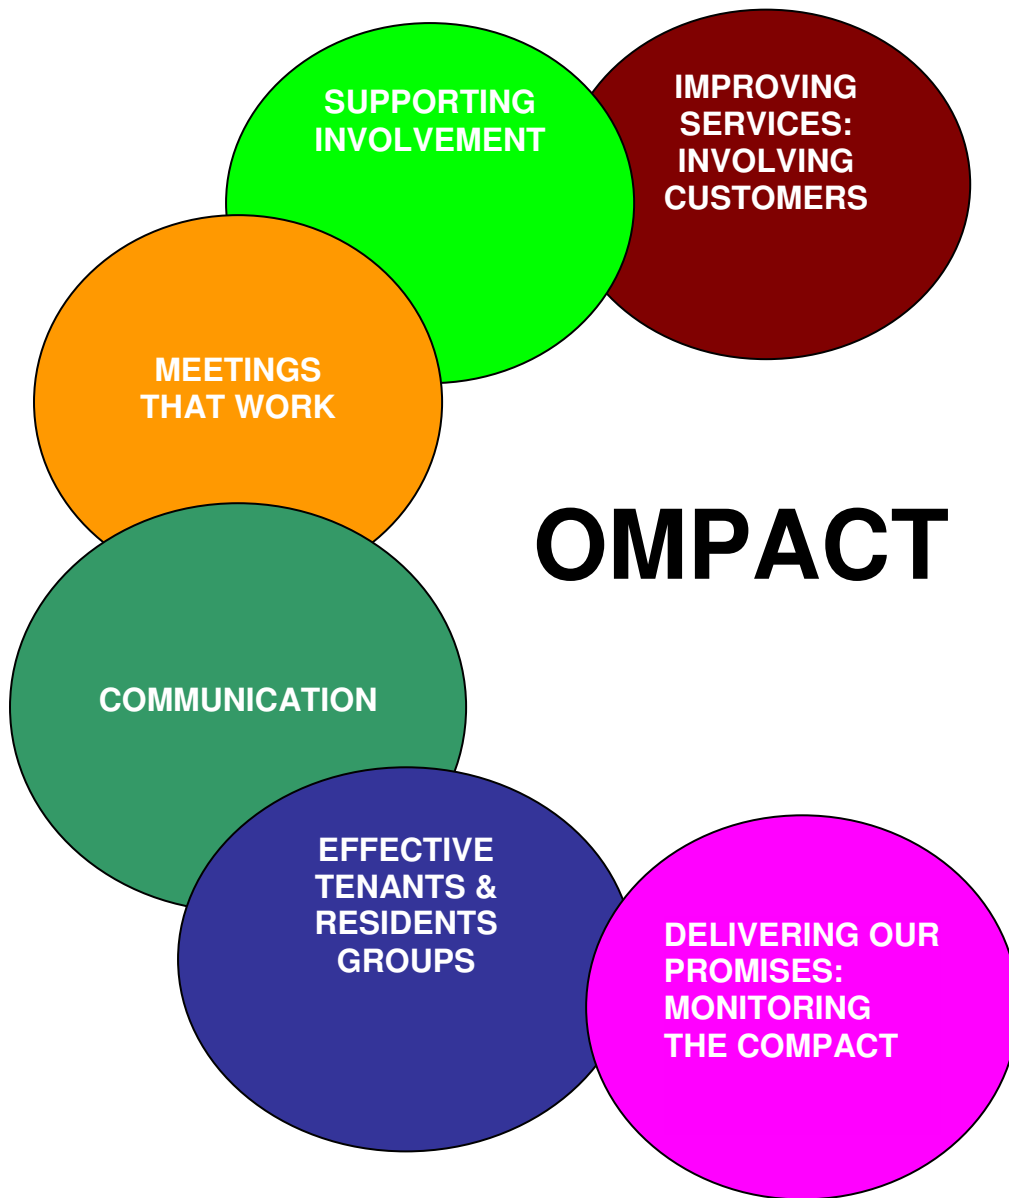 SUPPORTING
INVOLVEMENT
IMPROVING
SERVICES:
INVOLVING
CUSTOMERS
MEETINGS
THAT WORK
OMPACT
COMMUNICATION
EFFECTIVE
TENANTS &
RESIDENTS
GROUPS
DELIVERING OUR
PROMISES:
MONITORING
THE COMPACT